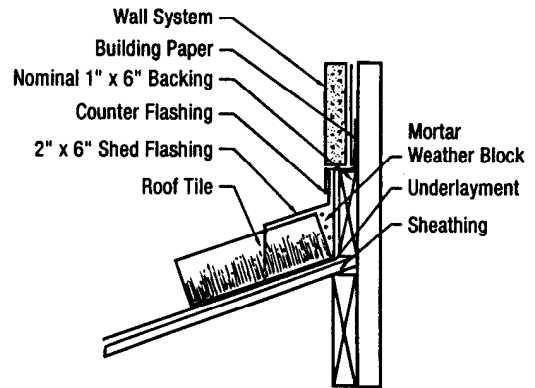 Wall System
Building Paper
Nominal 1" x 6" Backing
Counter Flashing
2" x 6" Shed Flashing
Roof Tile
Mortar
Weather Block
Underlayment
Sheathing